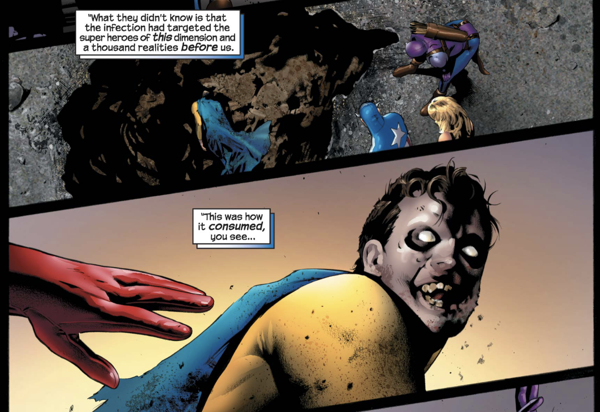 "What they didn't know is that
the infection had targeted the
super heroes of this dimension and
a thousand realities before us.
"This was how
it consumed,
you see...